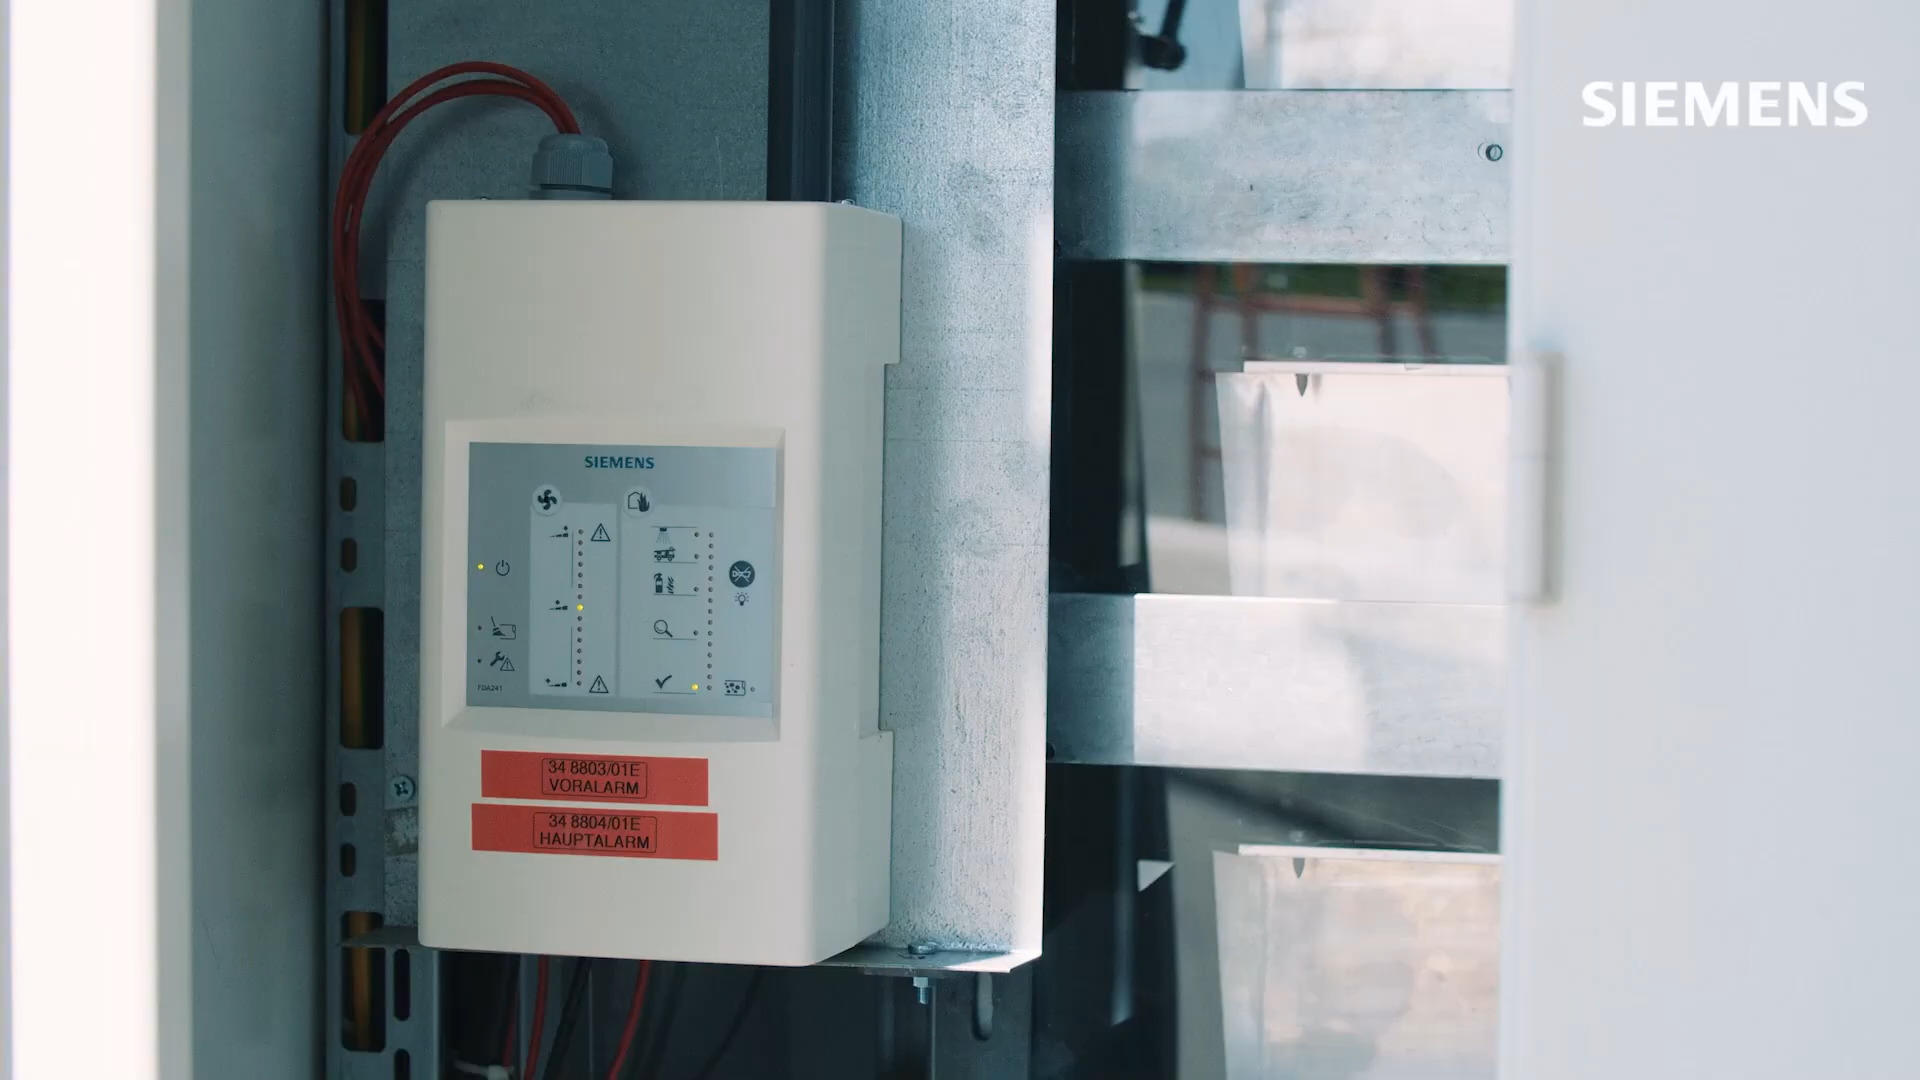 SIEMENS
SIEMENS
FDA241
34 8803/01E
VORALARM
34 8804/01E
HAUPTALARM